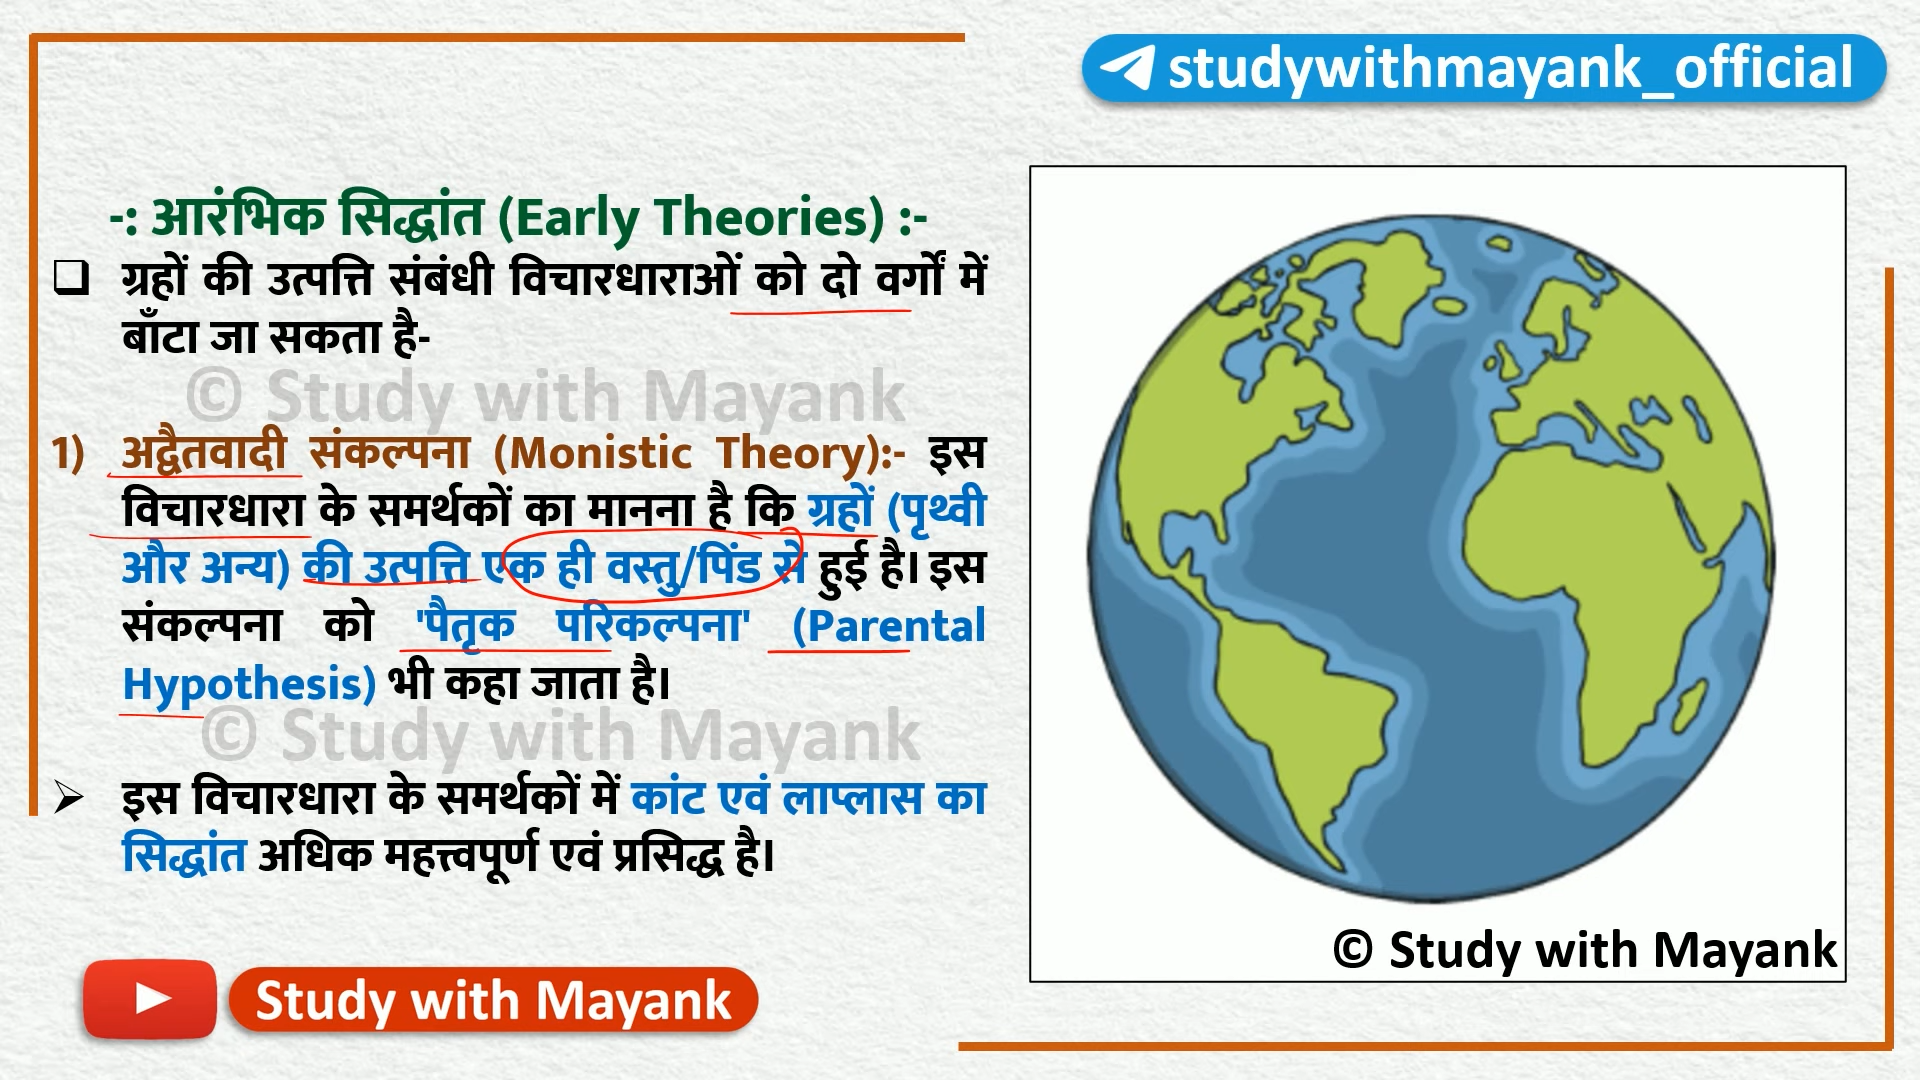 studywithmayank_official
-: आरंभिक सिद्धांत (Early Theories) :-
❑ ग्रहों की उत्पत्ति संबंधी विचारधाराओं को दो वर्गों में
बाँटा जा सकता है-
© Study with Mayank
1) अद्वैतवादी संकल्पना (Monistic Theory):- इस
विचारधारा के समर्थकों का मानना है कि ग्रहों (पृथ्वी
और अन्य) की उत्पत्ति एक ही वस्तु/पिंड से हुई है। इस
संकल्पना को 'पैतृक परिकल्पना' (Parental
Hypothesis) भी कहा जाता है।
© Study with Mayank
➢ इस विचारधारा के समर्थकों में कांट एवं लाप्लास का
सिद्धांत अधिक महत्त्वपूर्ण एवं प्रसिद्ध है।
© Study with Mayank
Study with Mayank